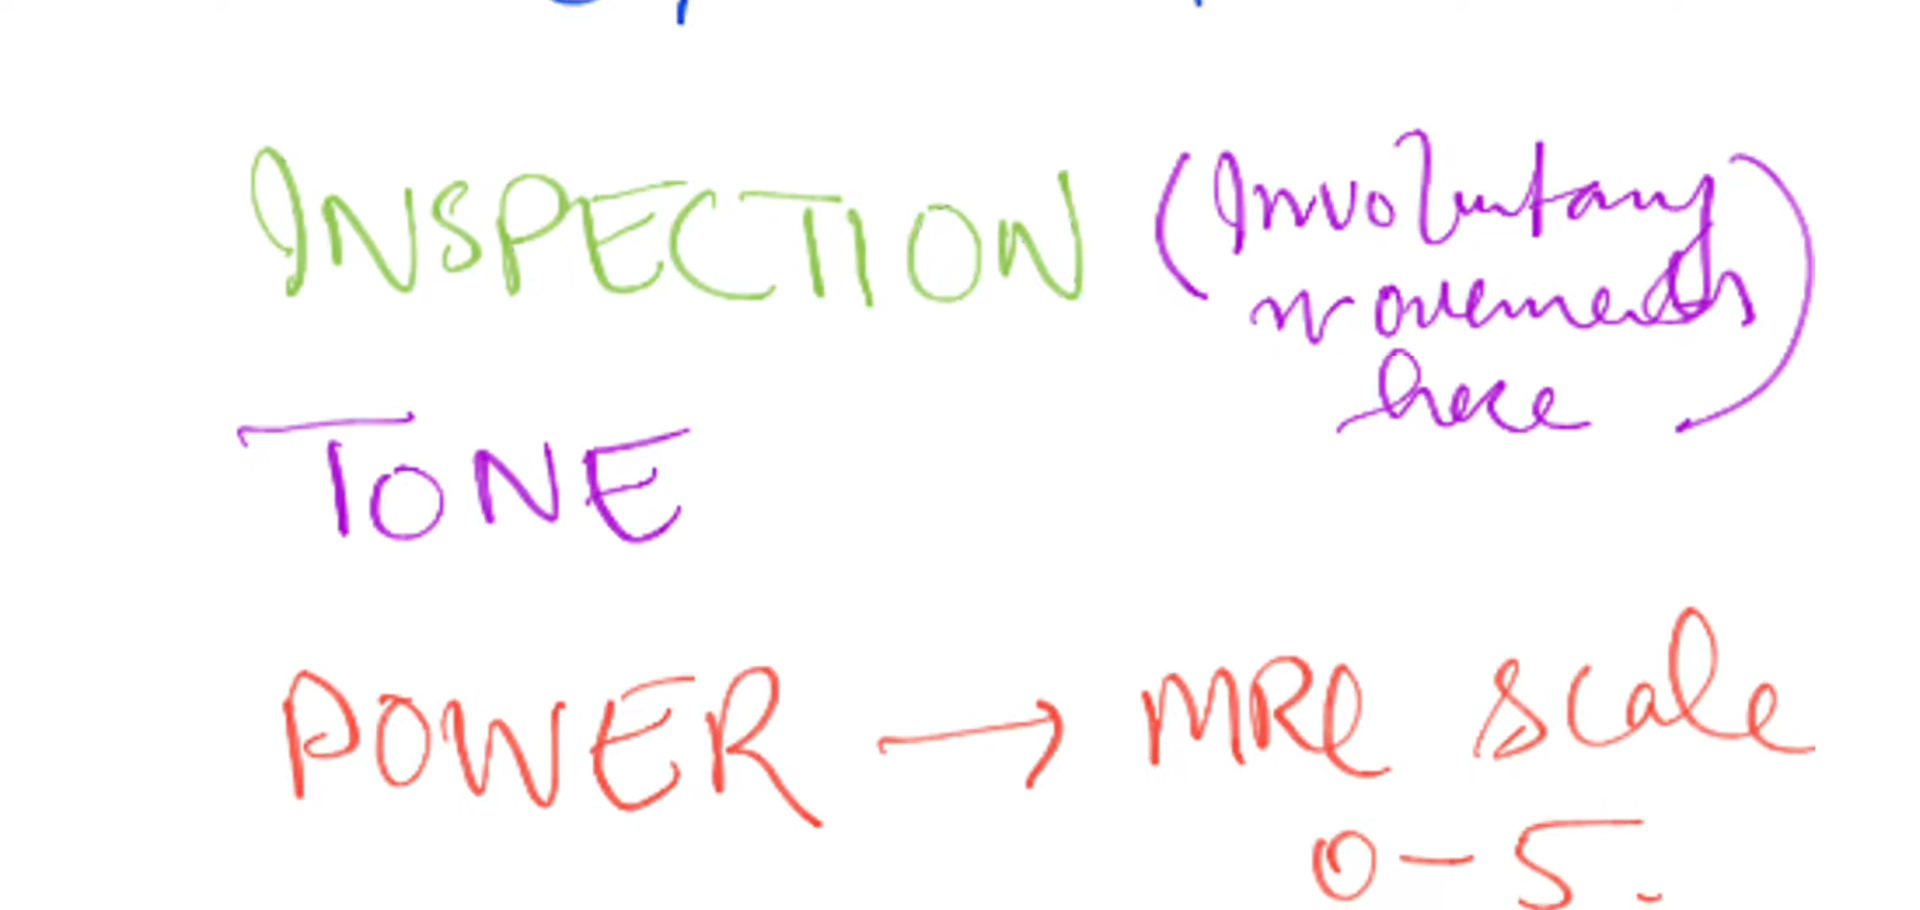 INSPECTION (Involuntary
movements
here)
TONE
POWER → MRC scale
0-5.